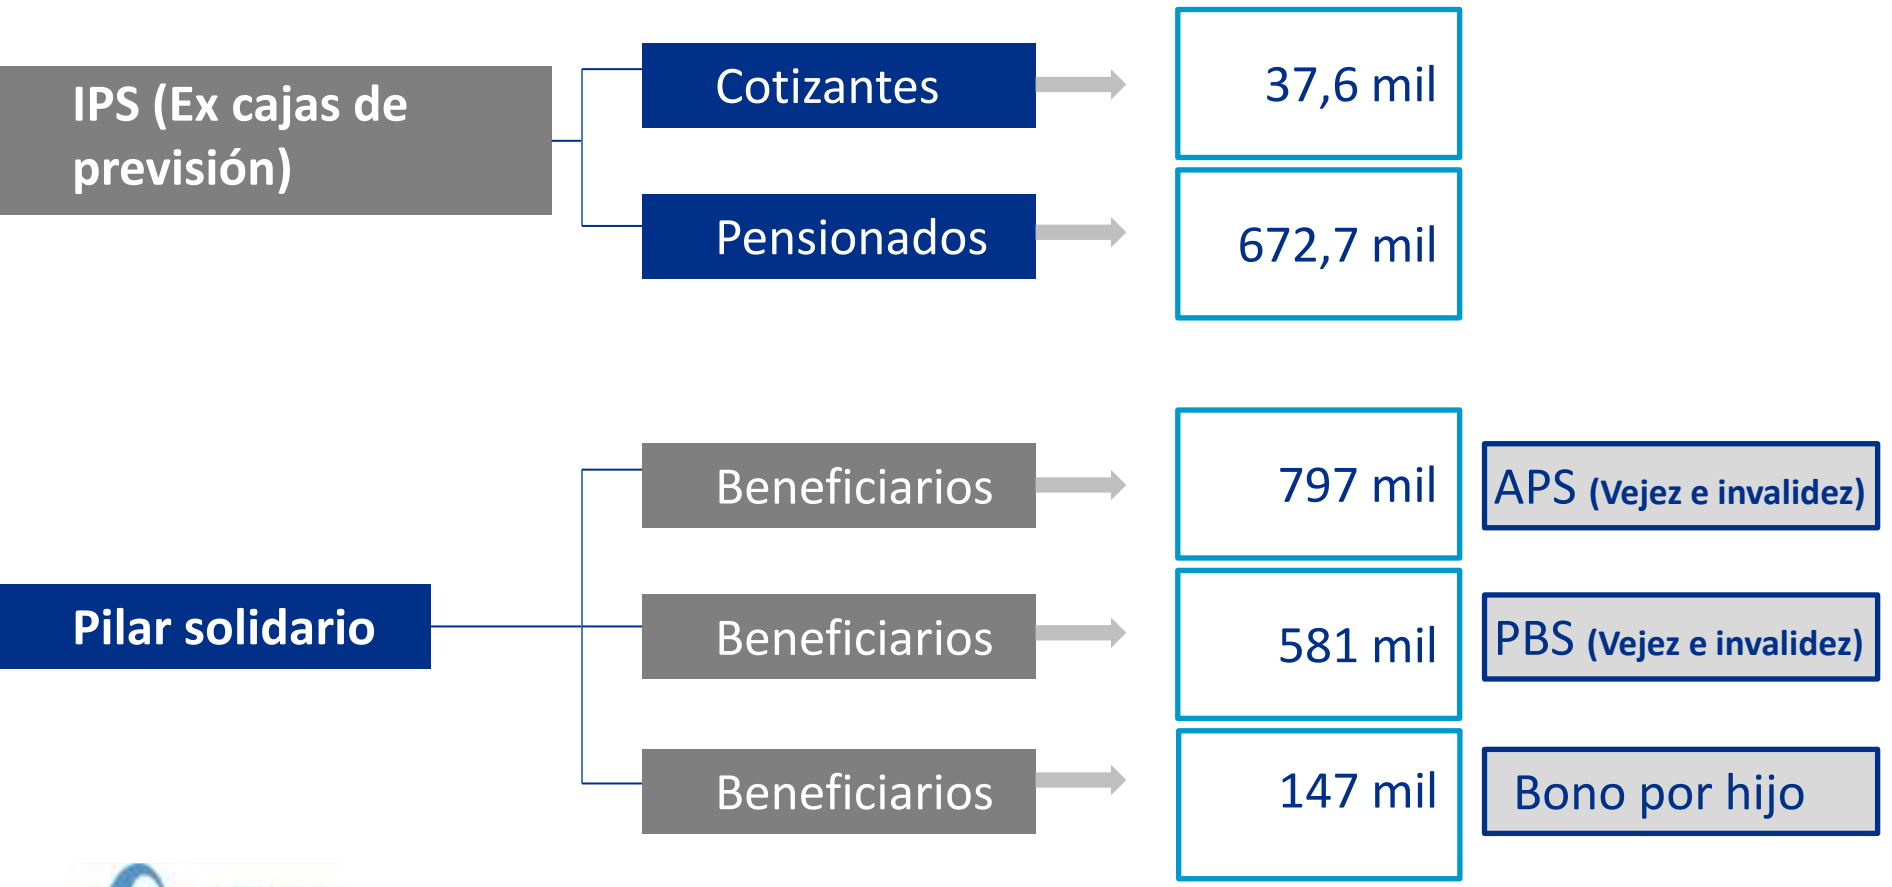 IPS (Ex cajas de
previsión)
Cotizantes
37,6 mil
Pensionados
672,7 mil
Pilar solidario
Beneficiarios
797 mil
APS (Vejez e invalidez)
Beneficiarios
581 mil
PBS (Vejez e invalidez)
Beneficiarios
147 mil
Bono por hijo